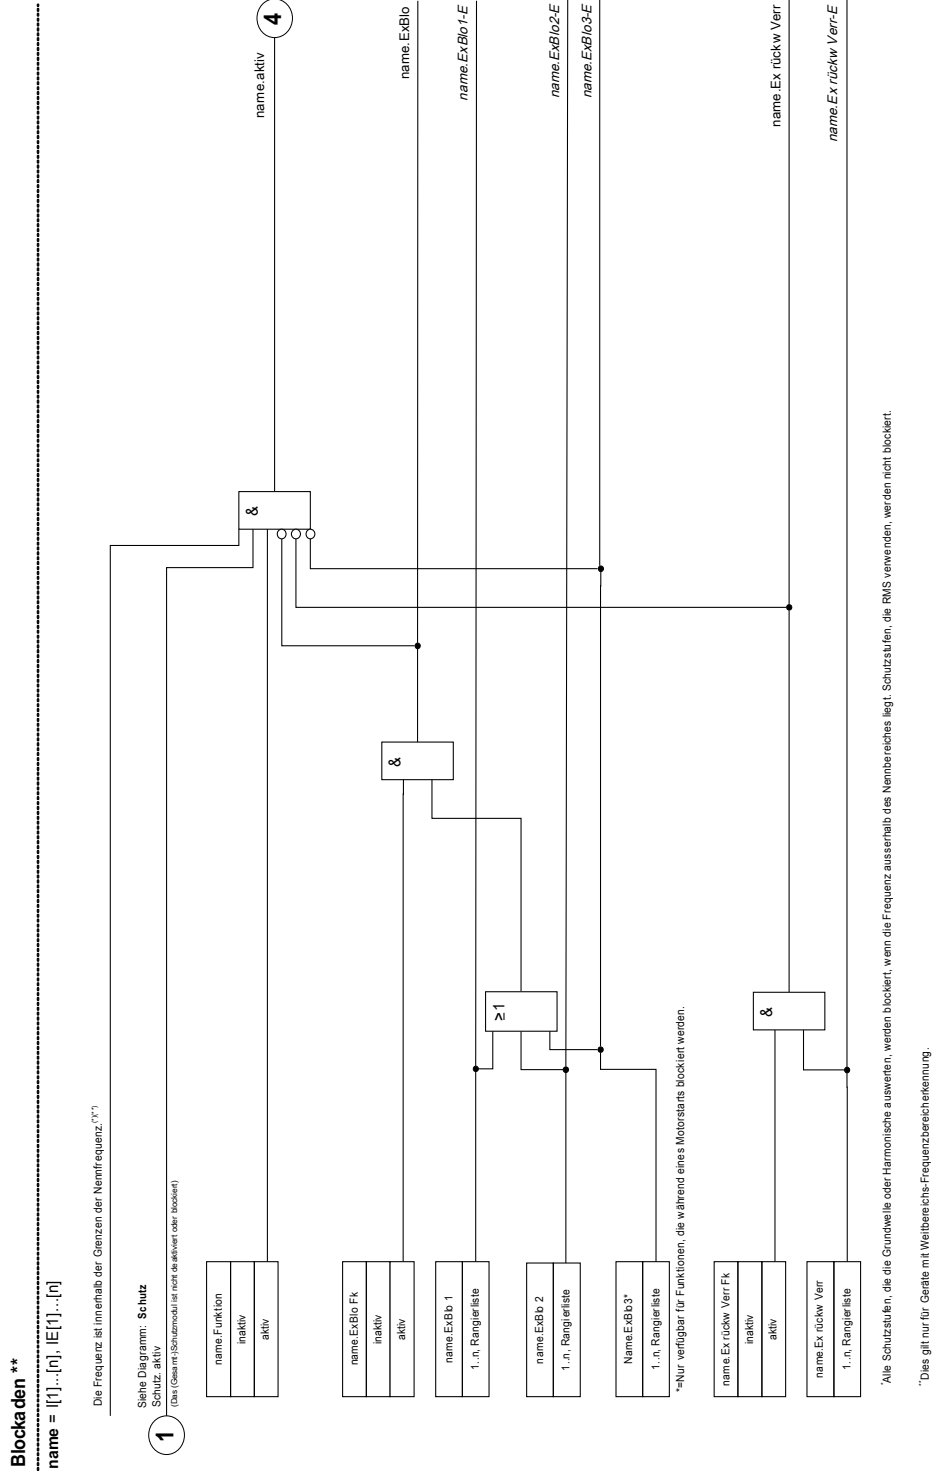 Blockaden **
name = I[1]...[n], IE[1]...[n]
Die Frequenz ist innerhalb der Grenzen der Nennfrequenz.(*)(**)
Siehe Diagramm: Schutz
Schutz. aktiv
(Das (Gesamt-)Schutzmodul ist nicht deaktiviert oder blockiert)
1
name.Funktion
inaktiv
aktiv
&
name.aktiv
4
name.ExBlo Fk
inaktiv
aktiv
&
name.ExBlo
name.ExBlo 1
1..n, Rangierliste
name.ExBlo1-E
≥1
name.ExBlo 2
1..n, Rangierliste
name.ExBlo2-E
Name.ExBlo3*
1..n, Rangierliste
name.ExBlo3-E
*=Nur verfügbar für Funktionen, die während eines Motorstarts blockiert werden.
name.Ex rückw Verr Fk
inaktiv
aktiv
&
name.Ex rückw Verr
name.Ex rückw Verr
1..n, Rangierliste
name.Ex rückw Verr-E
*Alle Schutzstufen, die die Grundwelle oder Harmonische auswerten, werden blockiert, wenn die Frequenz ausserhalb des Nennbereiches liegt. Schutzstufen, die RMS verwenden, werden nicht blockiert.
**Dies gilt nur für Geräte mit Weitbereichs-Frequenzbereicherkennung.